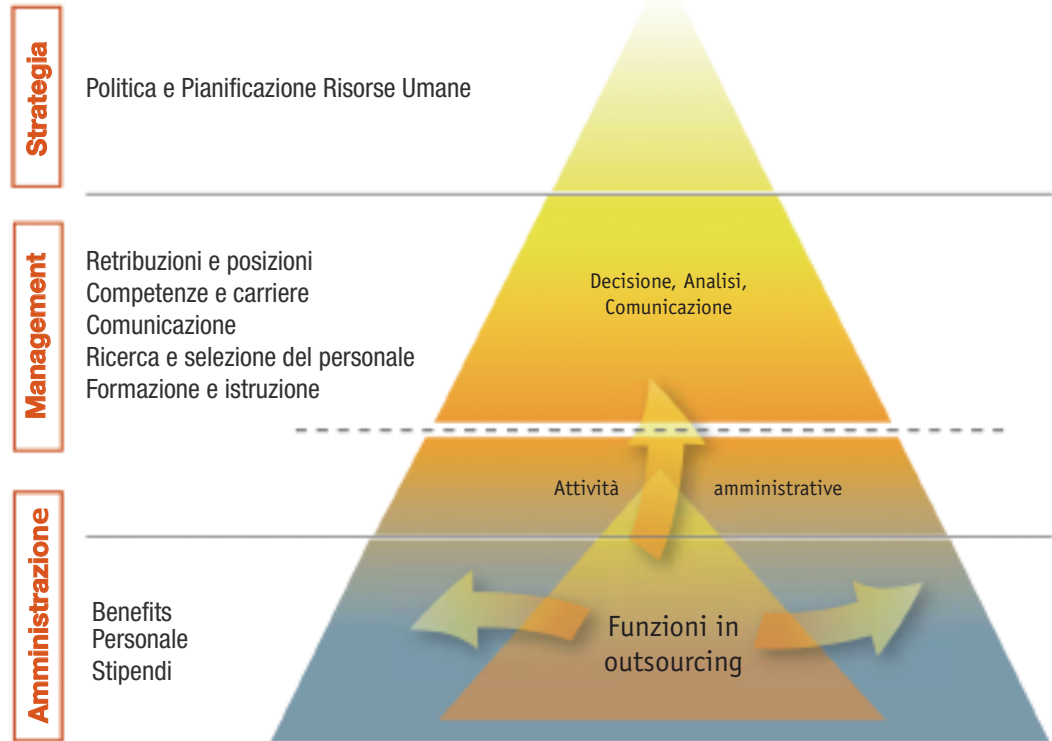 Strategia
Politica e Pianificazione Risorse Umane
Management
Retribuzioni e posizioni
Competenze e carriere
Comunicazione
Ricerca e selezione del personale
Formazione e istruzione
Decisione, Analisi,
Comunicazione
Attività amministrative
Amministrazione
Benefits
Personale
Stipendi
Funzioni in
outsourcing